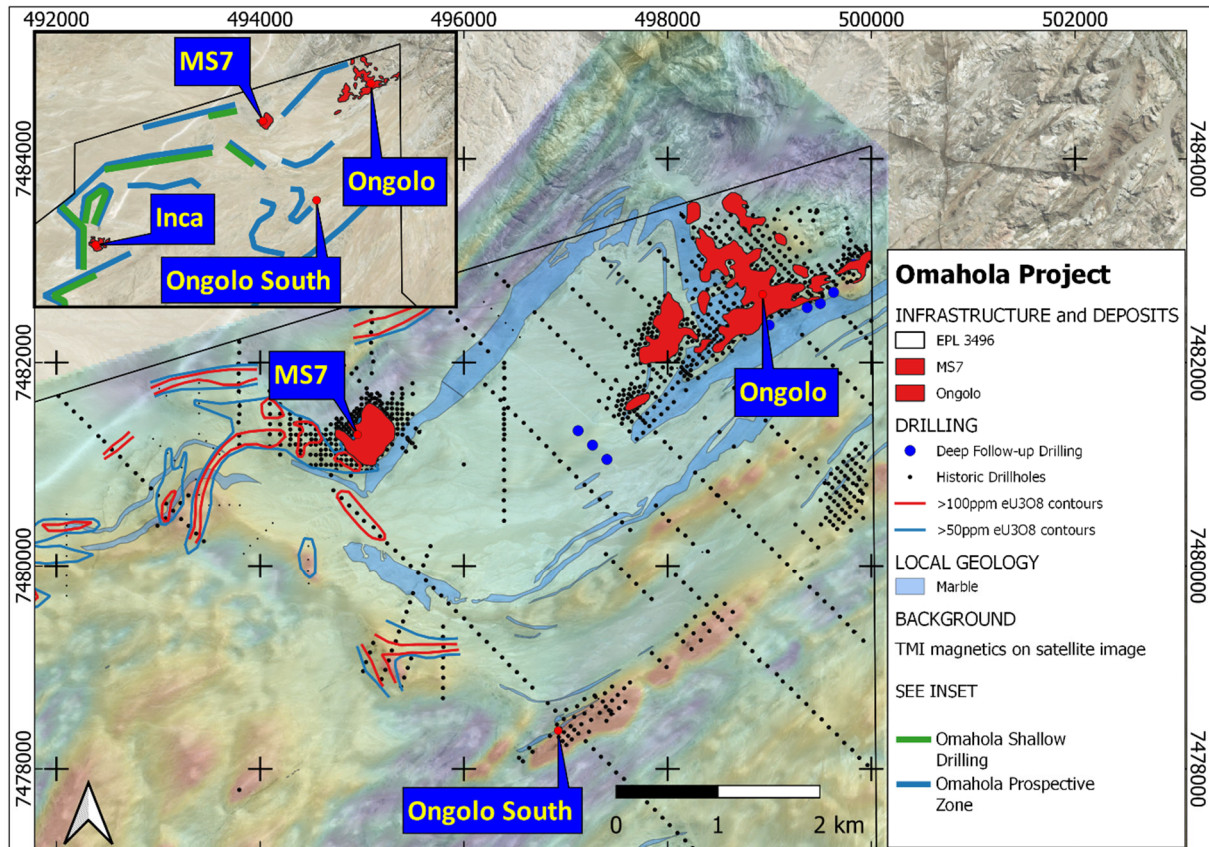 492000
494000
496000
498000
500000
502000
MS7
Ongolo
Inca
Ongolo South
7484000
7482000
7480000
7478000
MS7
Ongolo
Ongolo South
0
1
2 km
7484000
7482000
7480000
7478000
Omahola Project
INFRASTRUCTURE and DEPOSITS
EPL 3496
MS7
Ongolo
DRILLING
Deep Follow-up Drilling
Historic Drillholes
>100ppm eU3O8 contours
>50ppm eU3O8 contours
LOCAL GEOLOGY
Marble
BACKGROUND
TMI magnetics on satellite image
SEE INSET
Omahola Shallow
Drilling
Omahola Prospective
Zone